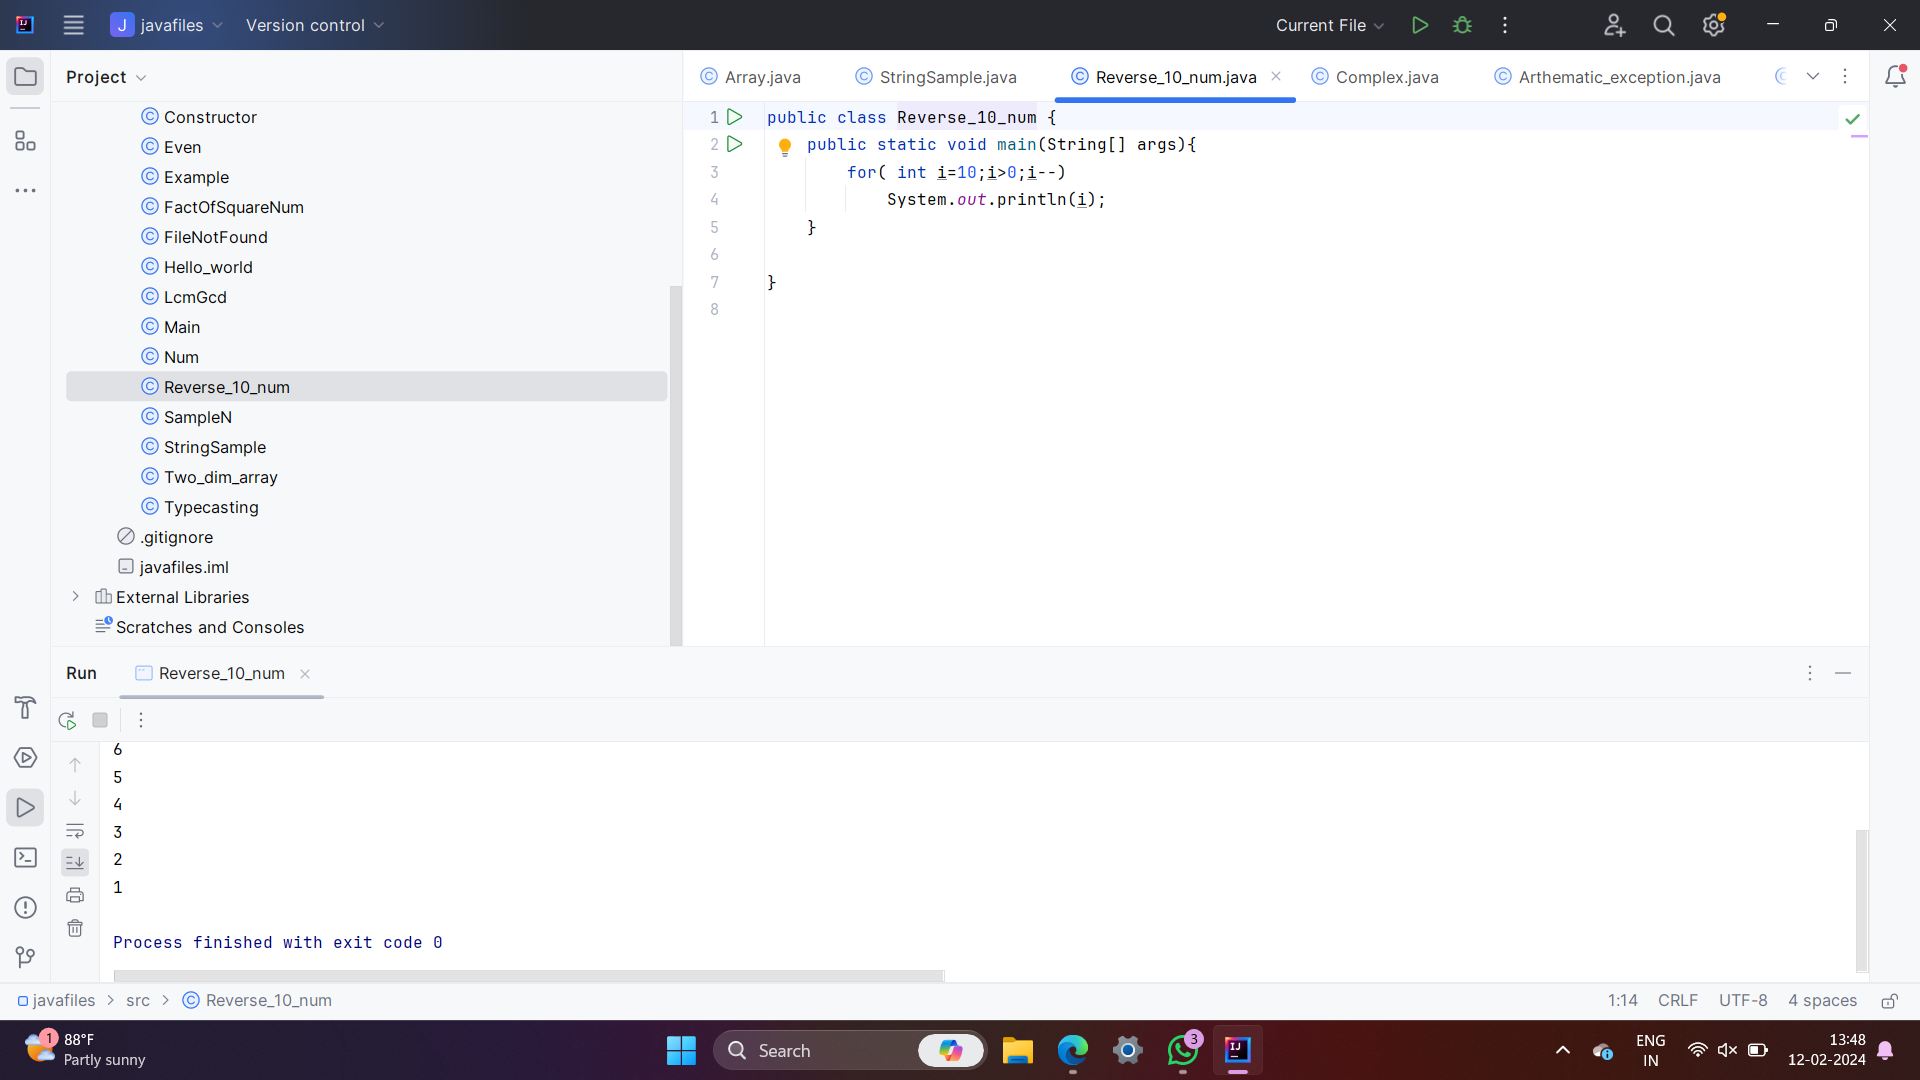 javafiles Version control Current File
Project
Array.java StringSample.java Reverse_10_num.java Complex.java Arthematic_exception.java
Constructor
Even
Example
FactOfSquareNum
FileNotFound
Hello_world
LcmGcd
Main
Num
Reverse_10_num
SampleN
StringSample
Two_dim_array
Typecasting
.gitignore
javafiles.iml
External Libraries
Scratches and Consoles
1 public class Reverse_10_num {
2 public static void main(String[] args){
3 for( int i=10;i>0;i--)
4 System.out.println(i);
5 }
6
7 }
8
Run Reverse_10_num
6
5
4
3
2
1
Process finished with exit code 0
javafiles > src > Reverse_10_num 1:14 CRLF UTF-8 4 spaces
1 88°F
Partly sunny
Search
3
ENG
IN
13:48
12-02-2024